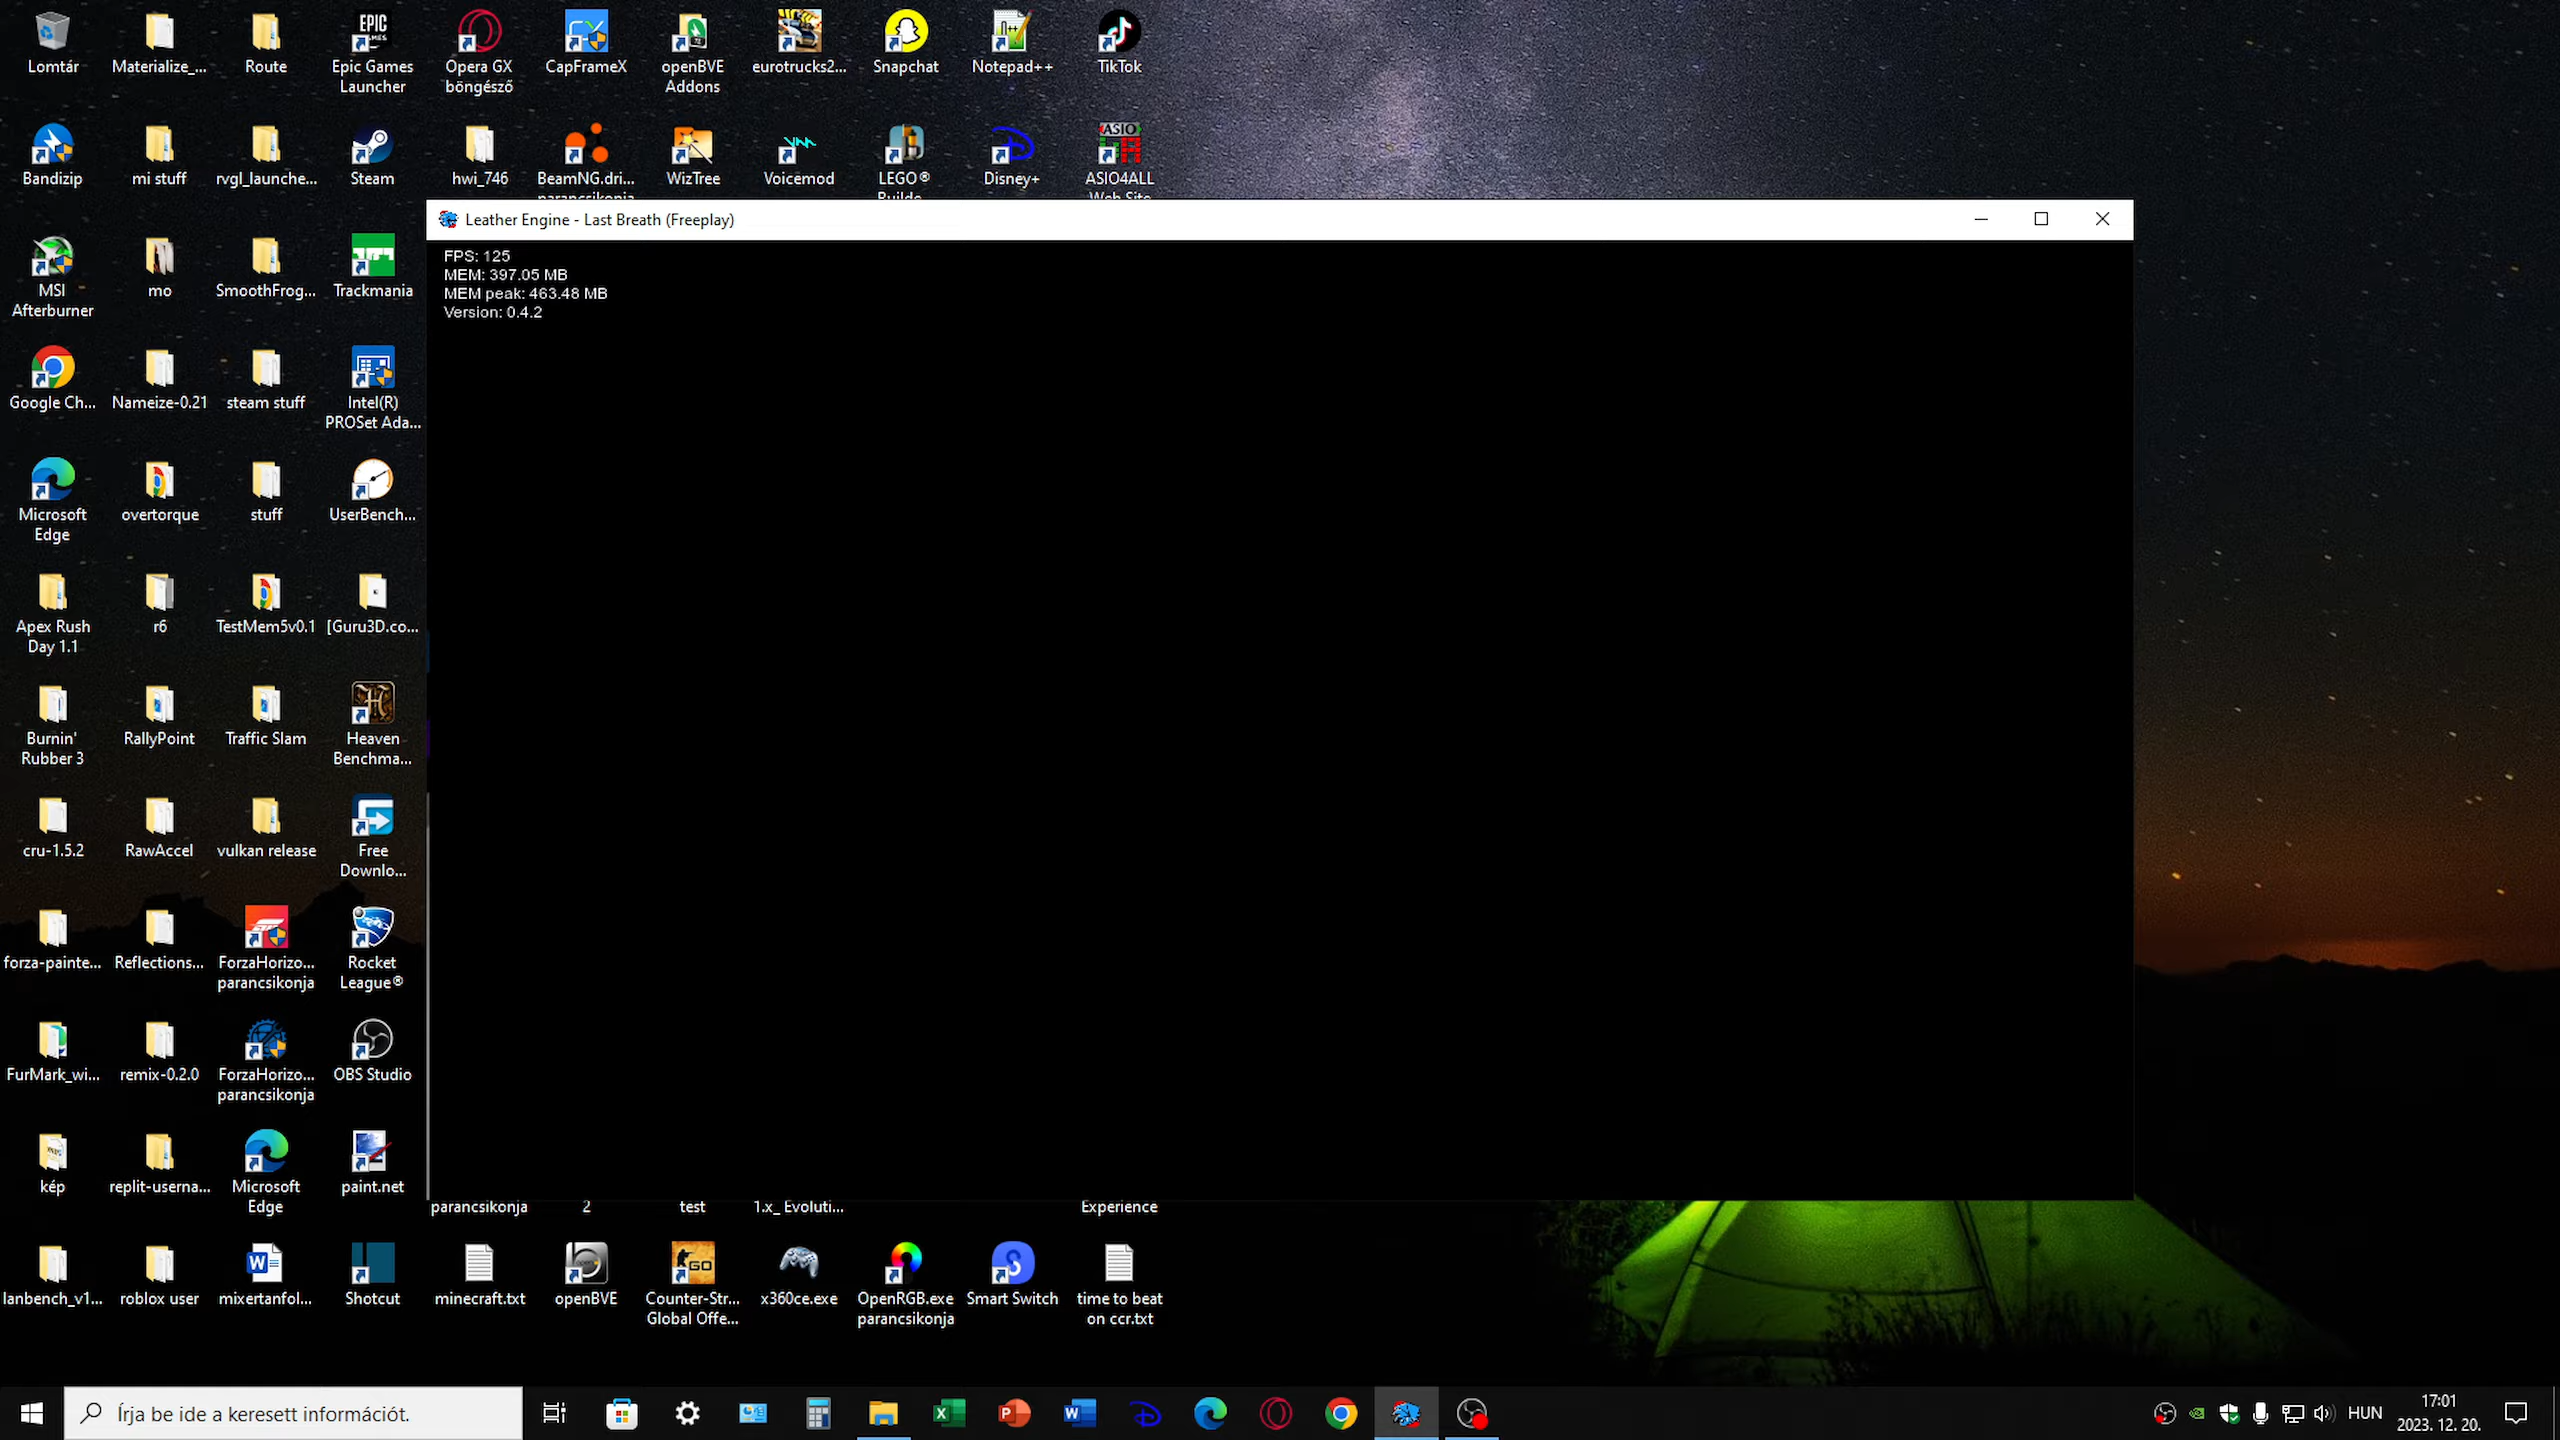 Lomtár
Materialize_...
Route
Epic Games
Launcher
Opera GX
böngésző
CapFrameX
openBVE
Addons
eurotrucks2...
Snapchat
Notepad++
TikTok
Bandizip
mi stuff
rvgl_launche...
Steam
hwi_746
BeamNG.dri...
parancsikonja
WizTree
Voicemod
LEGO®
Builde...
Disney+
ASIO4ALL
Web Site
Leather Engine - Last Breath (Freeplay)
FPS: 125
MEM: 397.05 MB
MEM peak: 463.48 MB
Version: 0.4.2
MSI
Afterburner
mo
SmoothFrog...
Trackmania
Google Ch...
Nameize-0.21
steam stuff
Intel(R)
PROSet Ada...
Microsoft
Edge
overtorque
stuff
UserBench...
Apex Rush
Day 1.1
r6
TestMem5v0.1
[Guru3D.co...
Burnin'
Rubber 3
RallyPoint
Traffic Slam
Heaven
Benchma...
cru-1.5.2
RawAccel
vulkan release
Free
Downlo...
forza-painte...
Reflections...
ForzaHorizo...
parancsikonja
Rocket
League®
FurMark_wi...
remix-0.2.0
ForzaHorizo...
parancsikonja
OBS Studio
kép
replit-userna...
Microsoft
Edge
paint.net
parancsikonja
2
test
1.x_ Evoluti...
Experience
lanbench_v1...
roblox user
mixertanfol...
Shotcut
minecraft.txt
openBVE
Counter-Str...
Global Offe...
x360ce.exe
OpenRGB.exe
parancsikonja
Smart Switch
time to beat
on ccr.txt
Írja be ide a keresett információt.
HUN
17:01
2023. 12. 20.